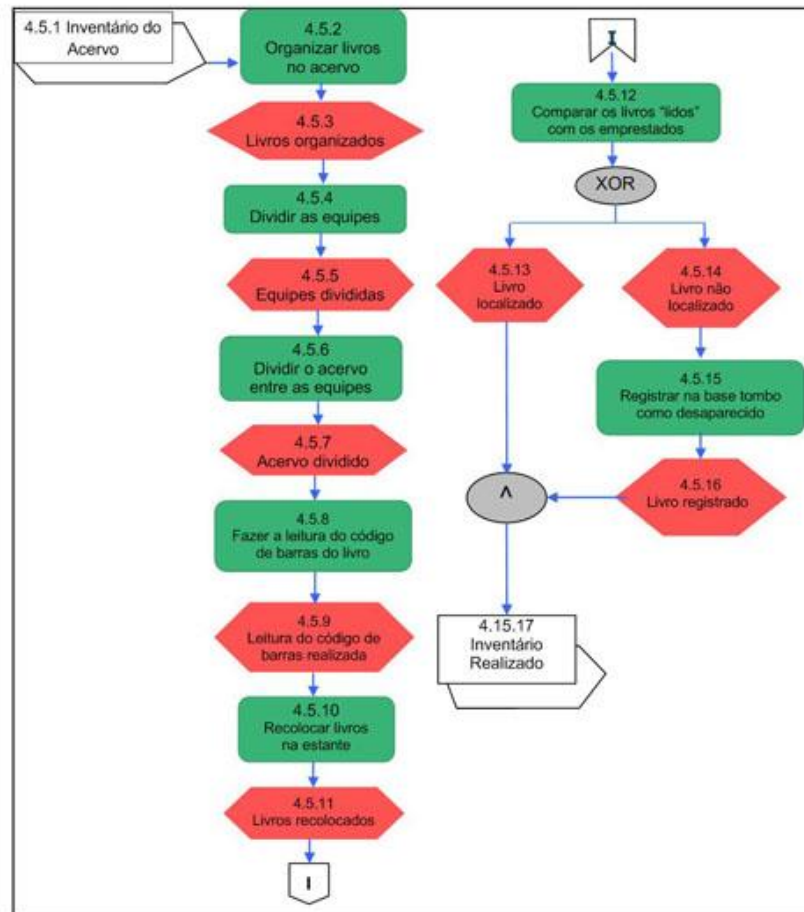 4.5.1 Inventário do
Acervo
4.5.2
Organizar livros
no acervo
4.5.3
Livros organizados
4.5.4
Dividir as equipes
4.5.5
Equipes divididas
4.5.6
Dividir o acervo
entre as equipes
4.5.7
Acervo dividido
4.5.8
Fazer a leitura do código
de barras do livro
4.5.9
Leitura do código de
barras realizada
4.5.10
Recolocar livros
na estante
4.5.11
Livros recolocados
I
I
4.5.12
Comparar os livros “lidos”
com os emprestados
XOR
4.5.13
Livro
localizado
4.5.14
Livro não
localizado
4.5.15
Registrar na base tombo
como desaparecido
4.5.16
Livro registrado
^
4.15.17
Inventário
Realizado